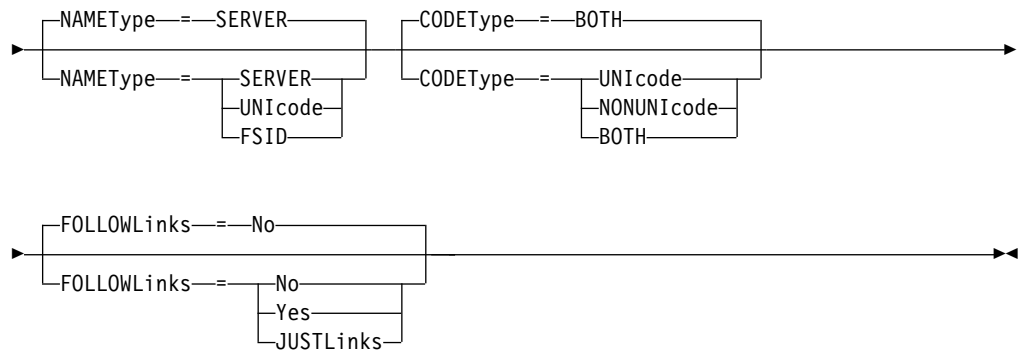 NAMEType = SERVER CODEType = BOTH
NAMEType = SERVER CODEType = UNIcode
UNIcode NONUNIcode
FSID BOTH
FOLLOWLinks = No
FOLLOWLinks = No
Yes
JUSTLinks